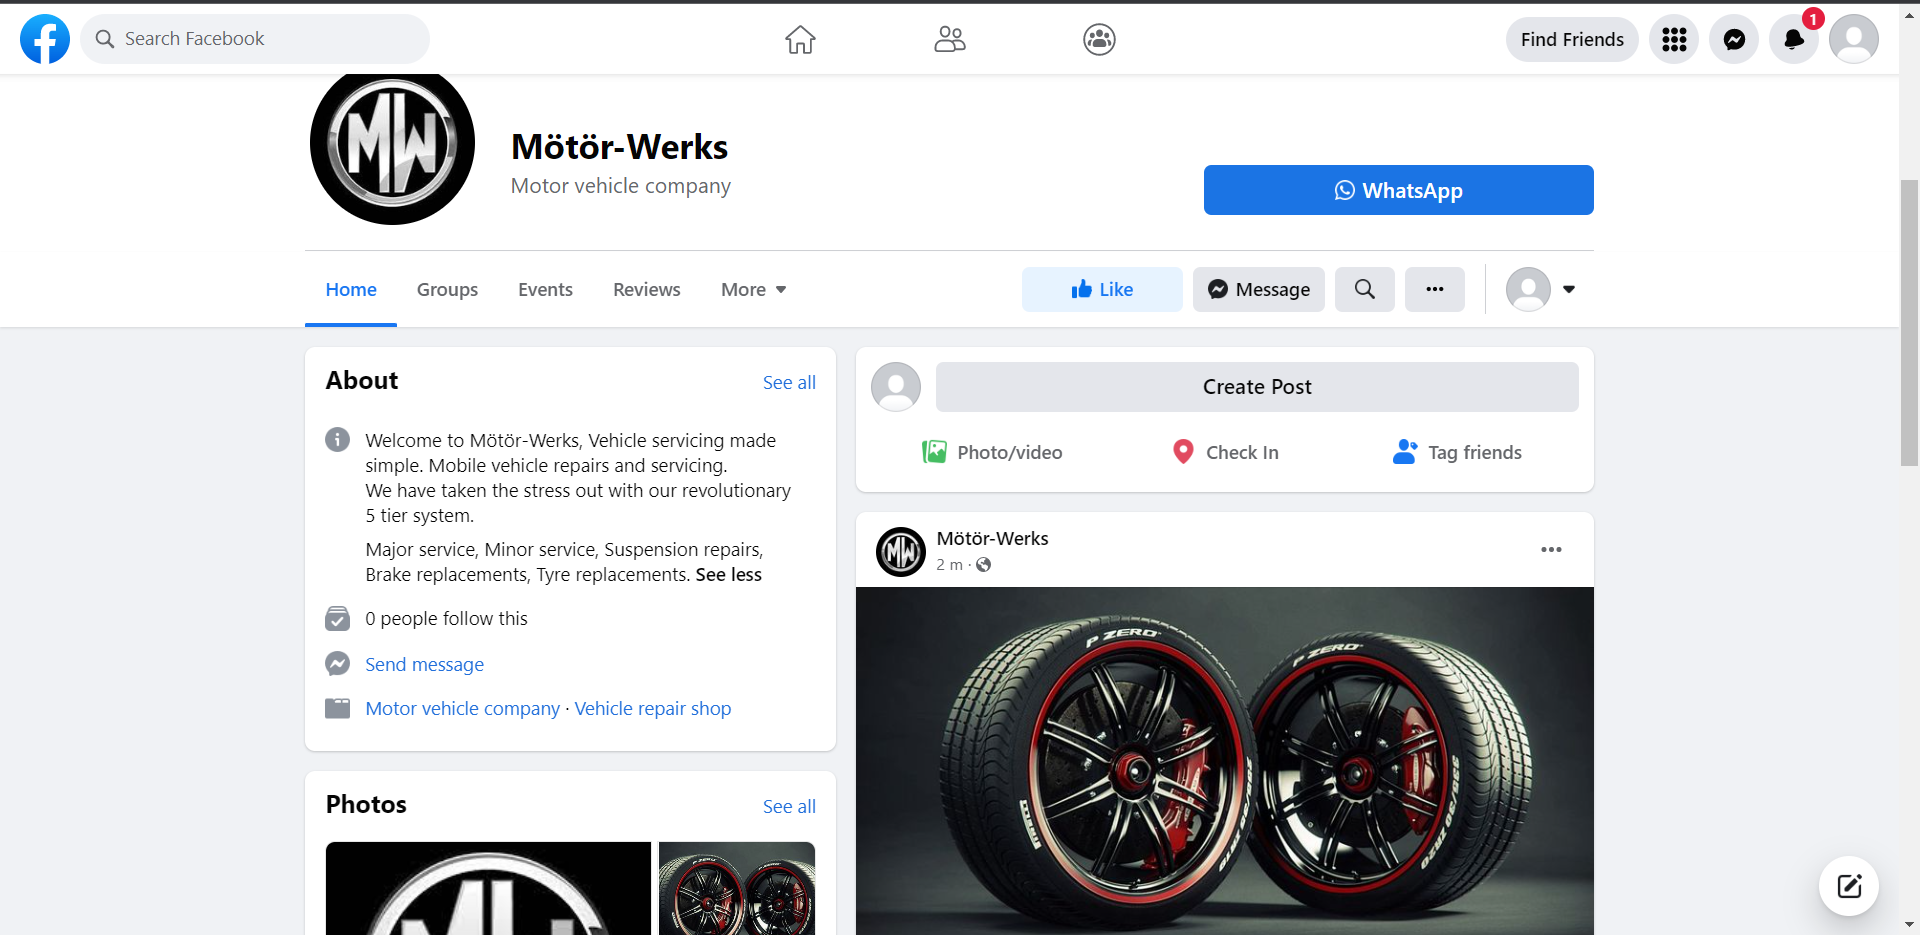 Search Facebook
Find Friends
1
MW
Mötör-Werks
Motor vehicle company
WhatsApp
Home
Groups
Events
Reviews
More
Like
Message
About
See all
Welcome to Mötör-Werks, Vehicle servicing made
simple. Mobile vehicle repairs and servicing.
We have taken the stress out with our revolutionary
5 tier system.
Major service, Minor service, Suspension repairs,
Brake replacements, Tyre replacements. See less
0 people follow this
Send message
Motor vehicle company · Vehicle repair shop
Photos
See all
MW
P ZERO
Create Post
Photo/video
Check In
Tag friends
MW
Mötör-Werks
2 m ·
P ZERO
P ZERO